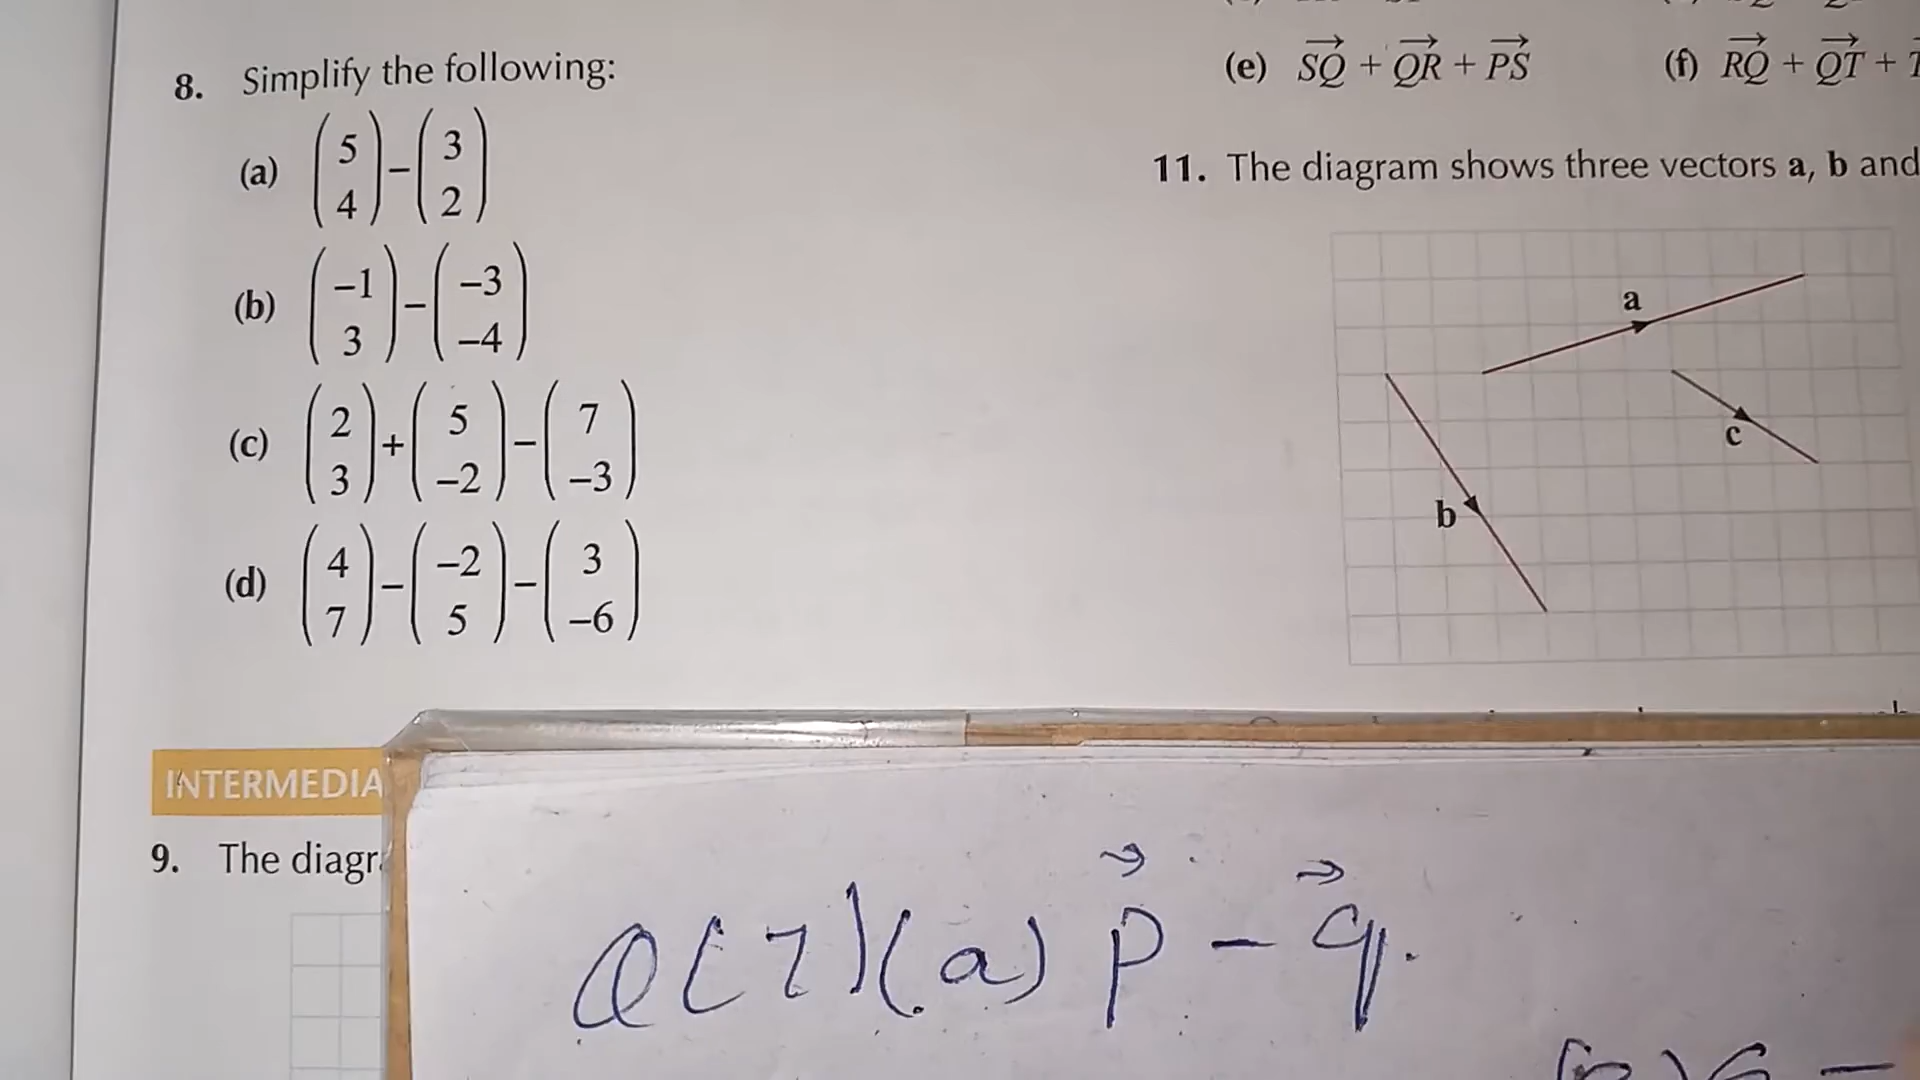 8. Simplify the following:
(a) (5 4) − (3 2)
(b) (−1 3) − (−3 −4)
(c) (2 3) + (5 −2) − (7 −3)
(d) (4 7) − (−2 5) − (3 −6)
INTERMEDIA
9. The diagr
(e) SQ + QR + PS
(f) RQ + QT +
11. The diagram shows three vectors a, b and
a
c
b
Q(7)(a) p − q.